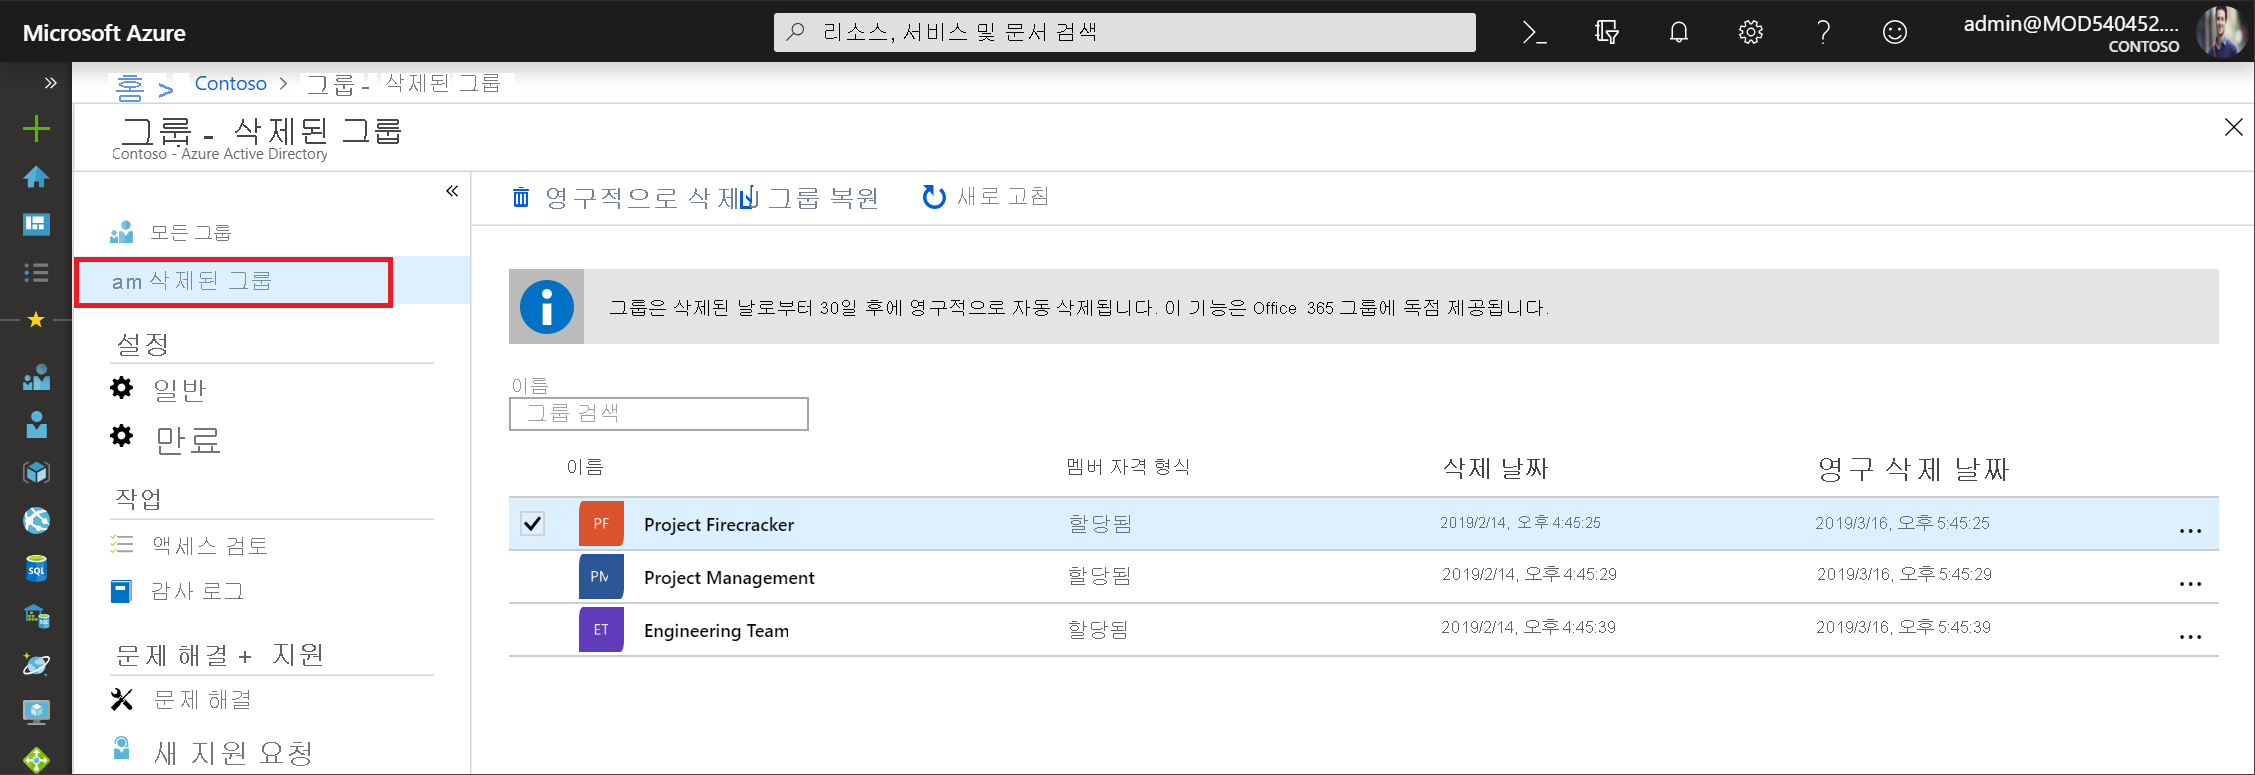 Microsoft Azure
리소스, 서비스 및 문서 검색
admin@MOD540452....
CONTOSO
홈 > Contoso > 그룹 - 삭제된 그룹
그룹 - 삭제된 그룹
Contoso - Azure Active Directory
영구적으로 삭제 그룹 복원 새로 고침
모든 그룹
am 삭제된 그룹
그룹은 삭제된 날로부터 30일 후에 영구적으로 자동 삭제됩니다. 이 기능은 Office 365 그룹에 독점 제공됩니다.
설정
일반
만료
작업
액세스 검토
감사 로그
문제 해결 + 지원
문제 해결
새 지원 요청
이름
그룹 검색
이름 멤버 자격 형식 삭제 날짜 영구 삭제 날짜
PF Project Firecracker 할당됨 2019/2/14, 오후 4:45:25 2019/3/16, 오후 5:45:25 ...
PM Project Management 할당됨 2019/2/14, 오후 4:45:29 2019/3/16, 오후 5:45:29 ...
ET Engineering Team 할당됨 2019/2/14, 오후 4:45:39 2019/3/16, 오후 5:45:39 ...
SQL